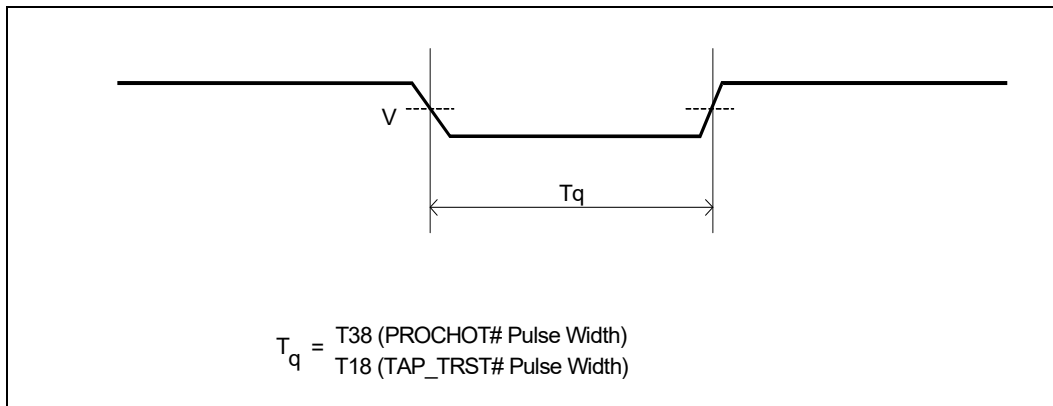 V
Tq
Tq = T38 (PROCHOT# Pulse Width)
T18 (TAP_TRST# Pulse Width)